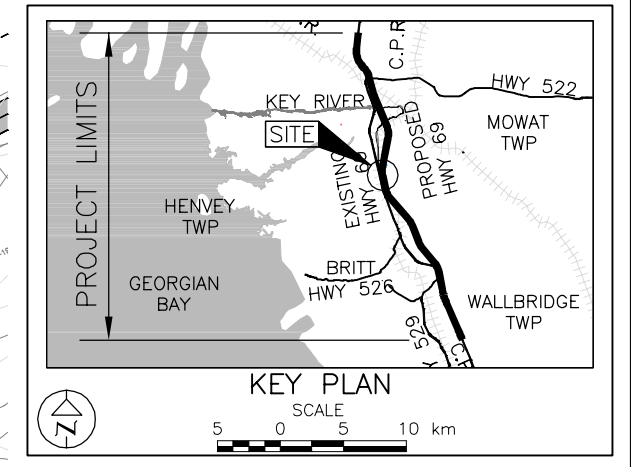 C.P.R
HWY 522
KEY RIVER
SITE
MOWAT
TWP
EXISTING
HWY 69
PROPOSED
HWY 69
PROJECT LIMITS
HENVEY
TWP
GEORGIAN
BAY
BRITT
HWY 526
WALLBRIDGE
TWP
529
KEY PLAN
SCALE
5 0 5 10 km
N